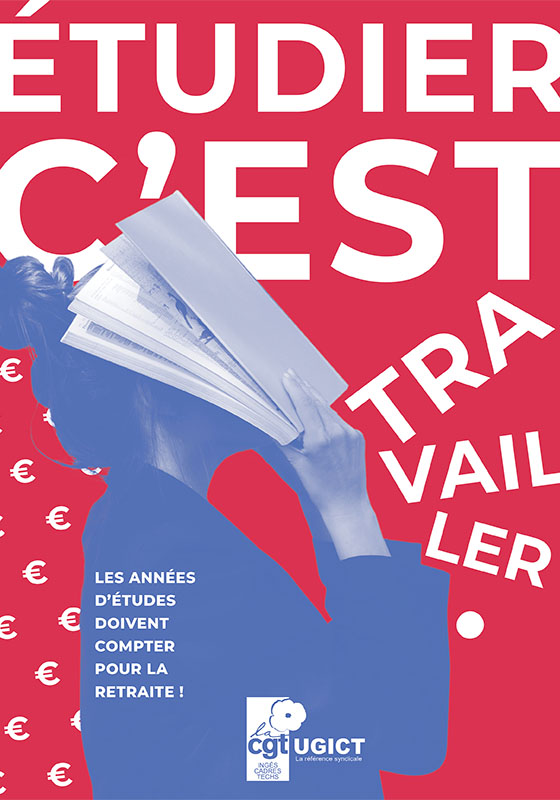 ÉTUDIER
C'EST
TRA
VAIL
LER
.
€
€
€
€
€
€
€
€
€
€
€
€
€
€
LES ANNÉES
D'ÉTUDES
DOIVENT
COMPTER
POUR LA
RETRAITE !
la
cgt UGICT
La référence syndicale
INGÉS
CADRES
TECHS